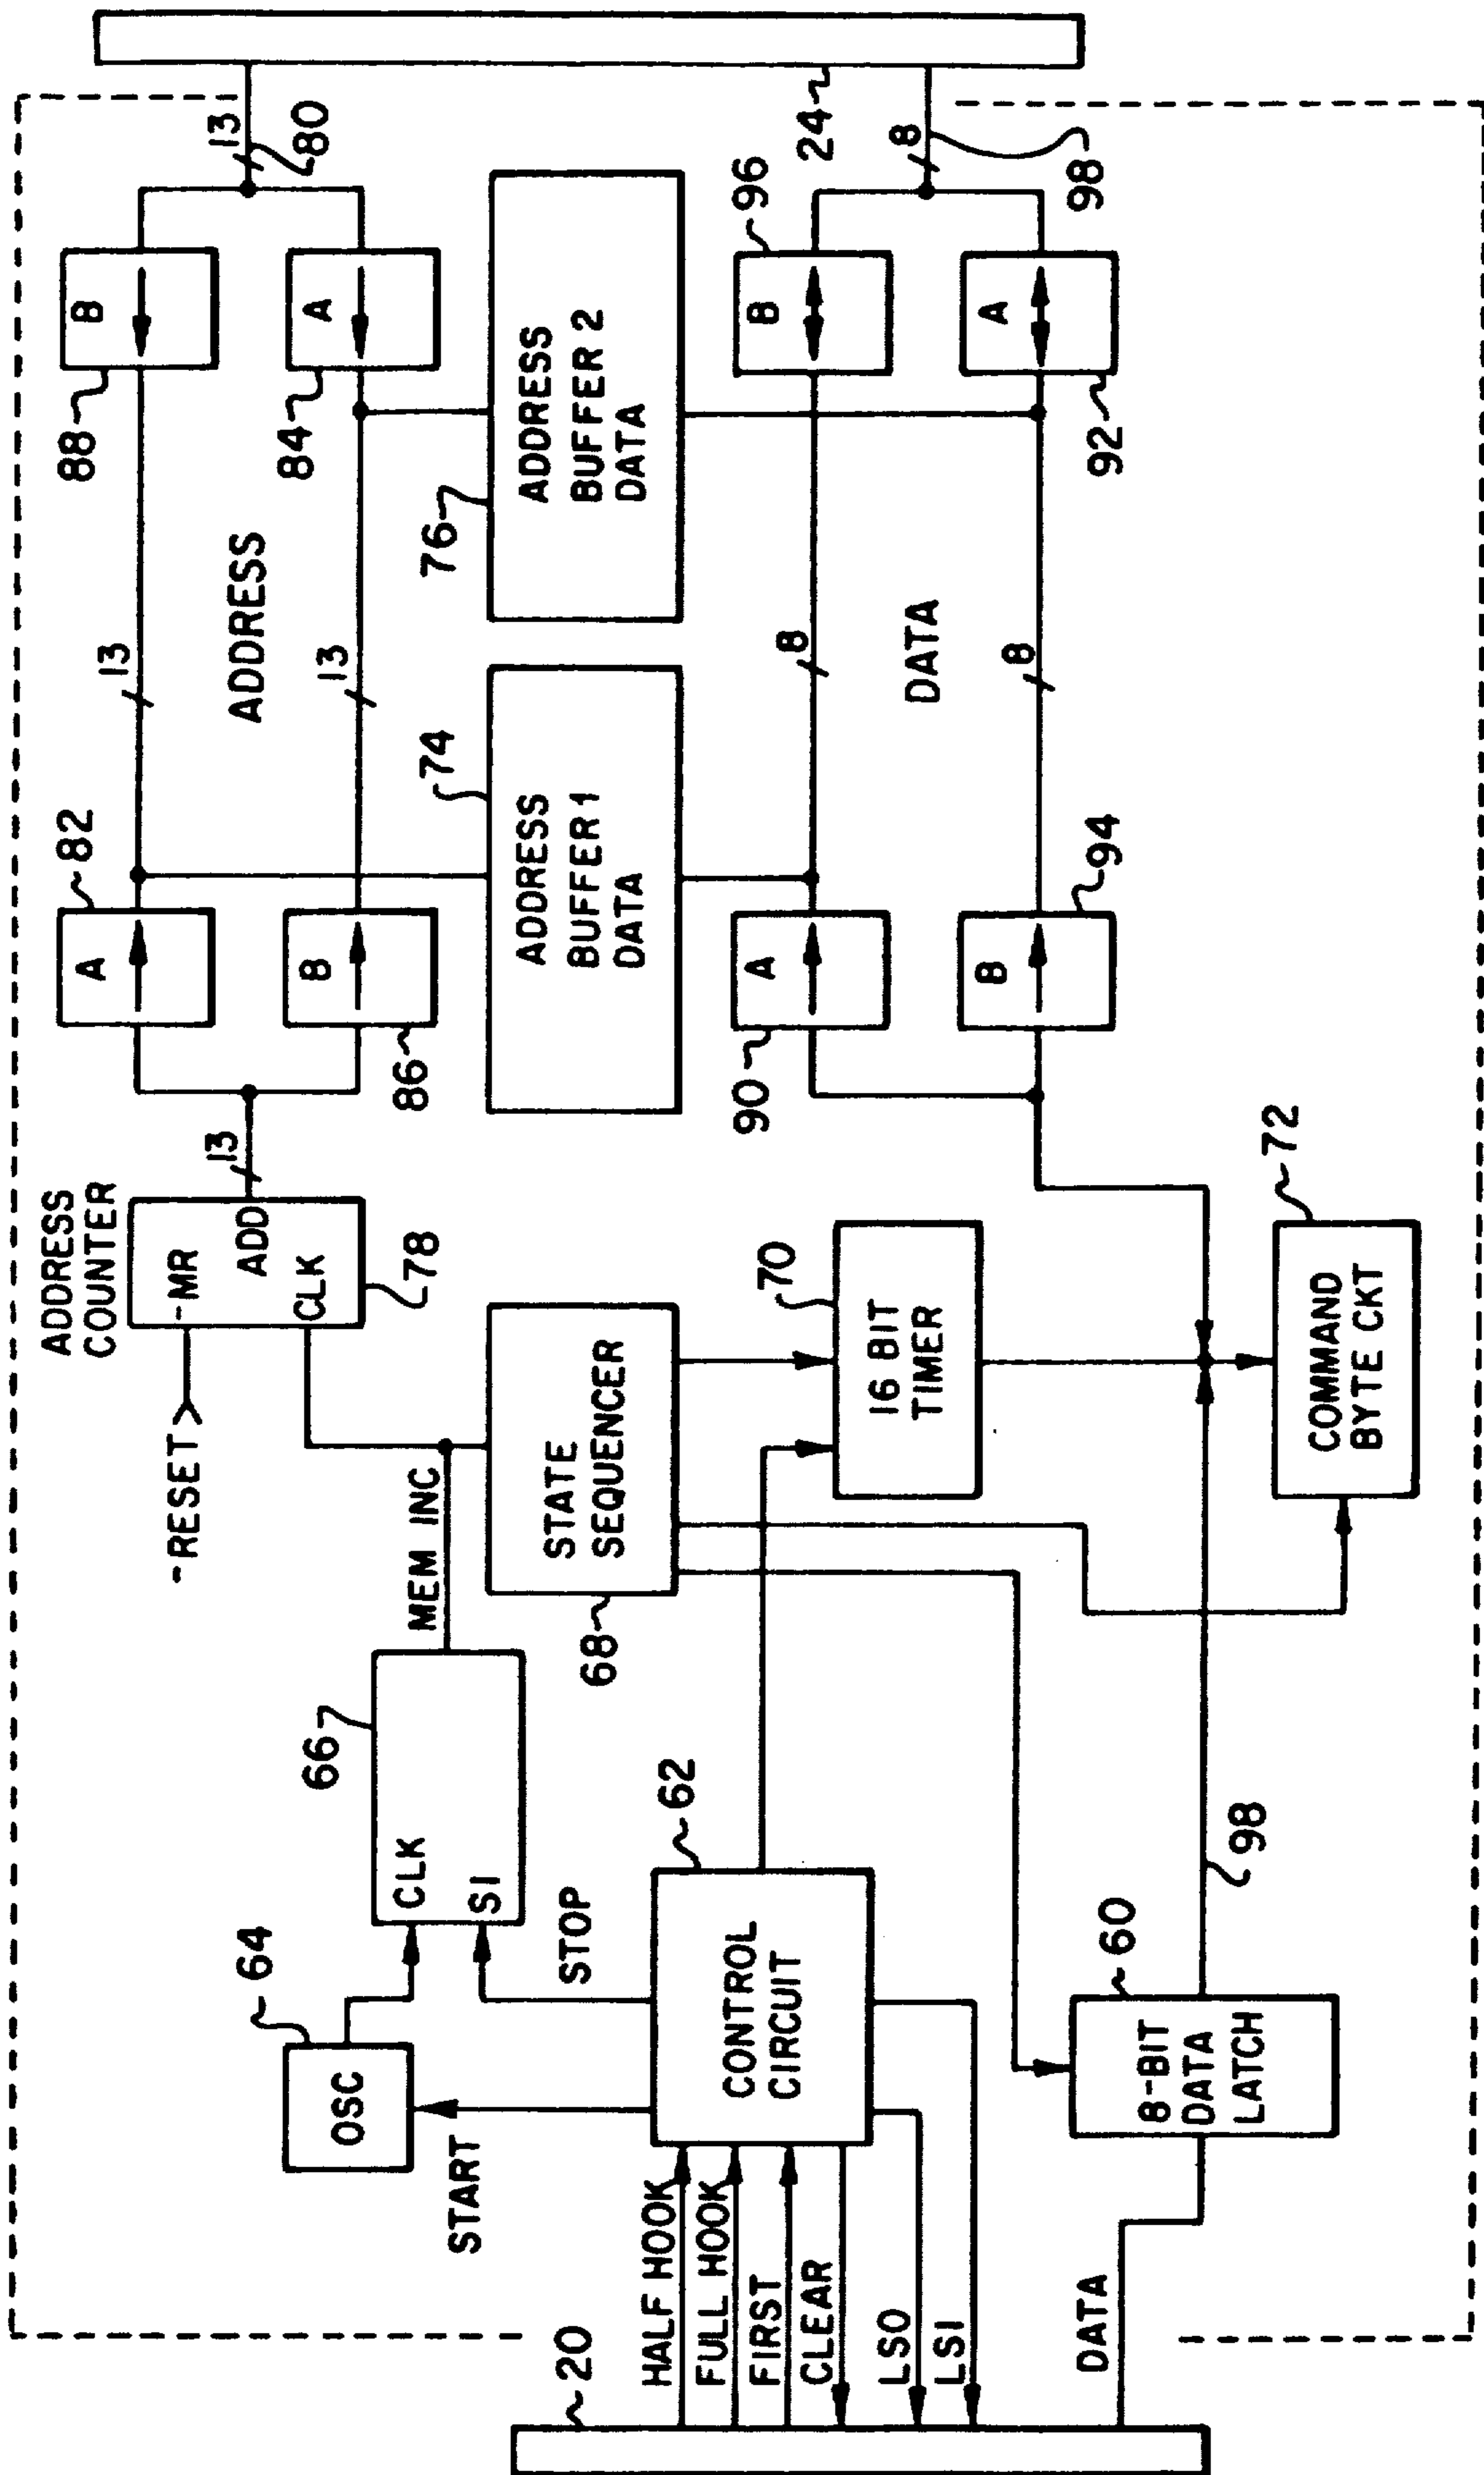 20
HALF HOOK
FULL HOOK
FIRST
CLEAR
LSO
LSI
DATA
START
STOP
64
OSC
66
CLK
SI
MEM INC
62
CONTROL
CIRCUIT
60
8-BIT
DATA
LATCH
98
-RESET
ADDRESS
COUNTER
-MR
ADD
CLK
78
13
68
STATE
SEQUENCER
70
16 BIT
TIMER
72
COMMAND
BYTE CKT
82
A
86
B
13
ADDRESS
13
88
B
84
A
13
80
74
ADDRESS
BUFFER 1
DATA
76
ADDRESS
BUFFER 2
DATA
90
A
94
B
8
DATA
8
96
B
92
A
8
98
24